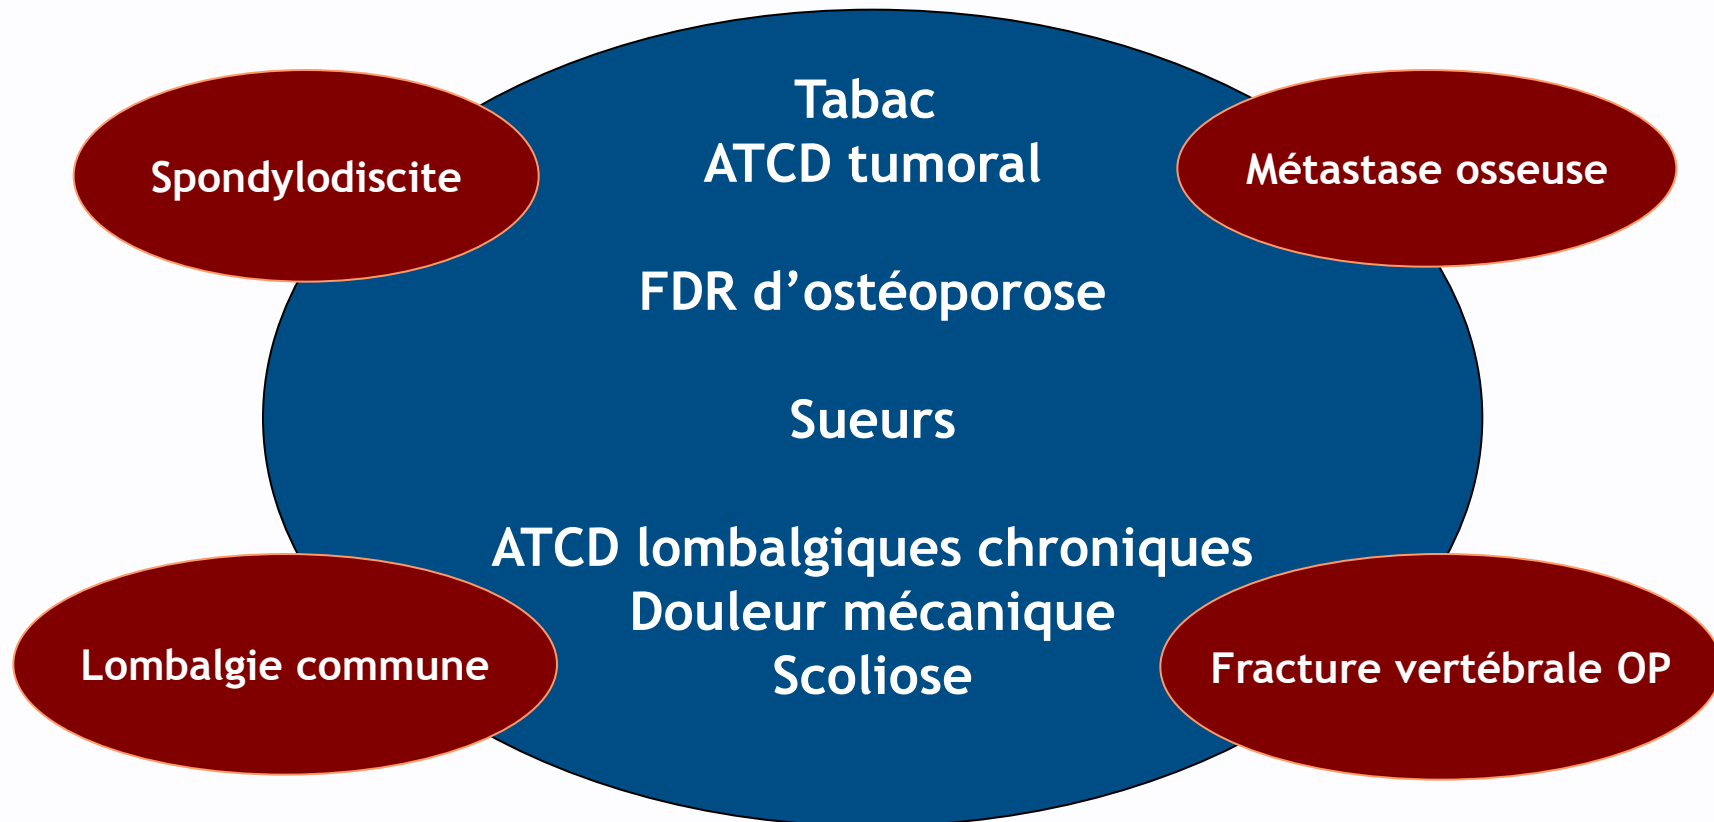 Tabac
ATCD tumoral
Spondylodiscite
Métastase osseuse
FDR d’ostéoporose
Sueurs
ATCD lombalgiques chroniques
Douleur mécanique
Scoliose
Lombalgie commune
Fracture vertébrale OP